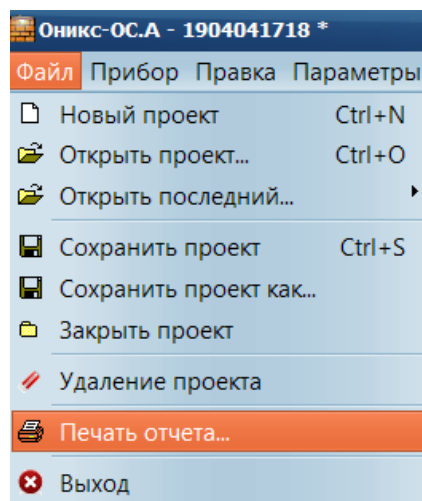 Оникс-ОС.А - 1904041718 *
Файл Прибор Правка Параметры
Новый проект Ctrl+N
Открыть проект... Ctrl+O
Открыть последний...
Сохранить проект Ctrl+S
Сохранить проект как...
Закрыть проект
Удаление проекта
Печать отчета...
Выход